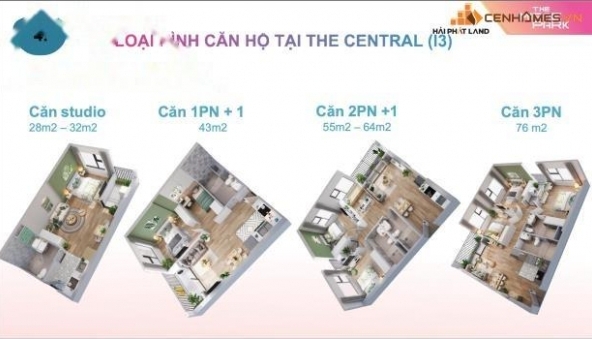 4.
LOẠI HÌNH CĂN HỘ TẠI THE CENTRAL (I3)
HẢI PHÁT LAND
CENHOMES.VN
THE
PARK
Căn studio
28m2 – 32m2
Căn 1PN + 1
43m2
Căn 2PN +1
55m2 – 64m2
Căn 3PN
76 m2